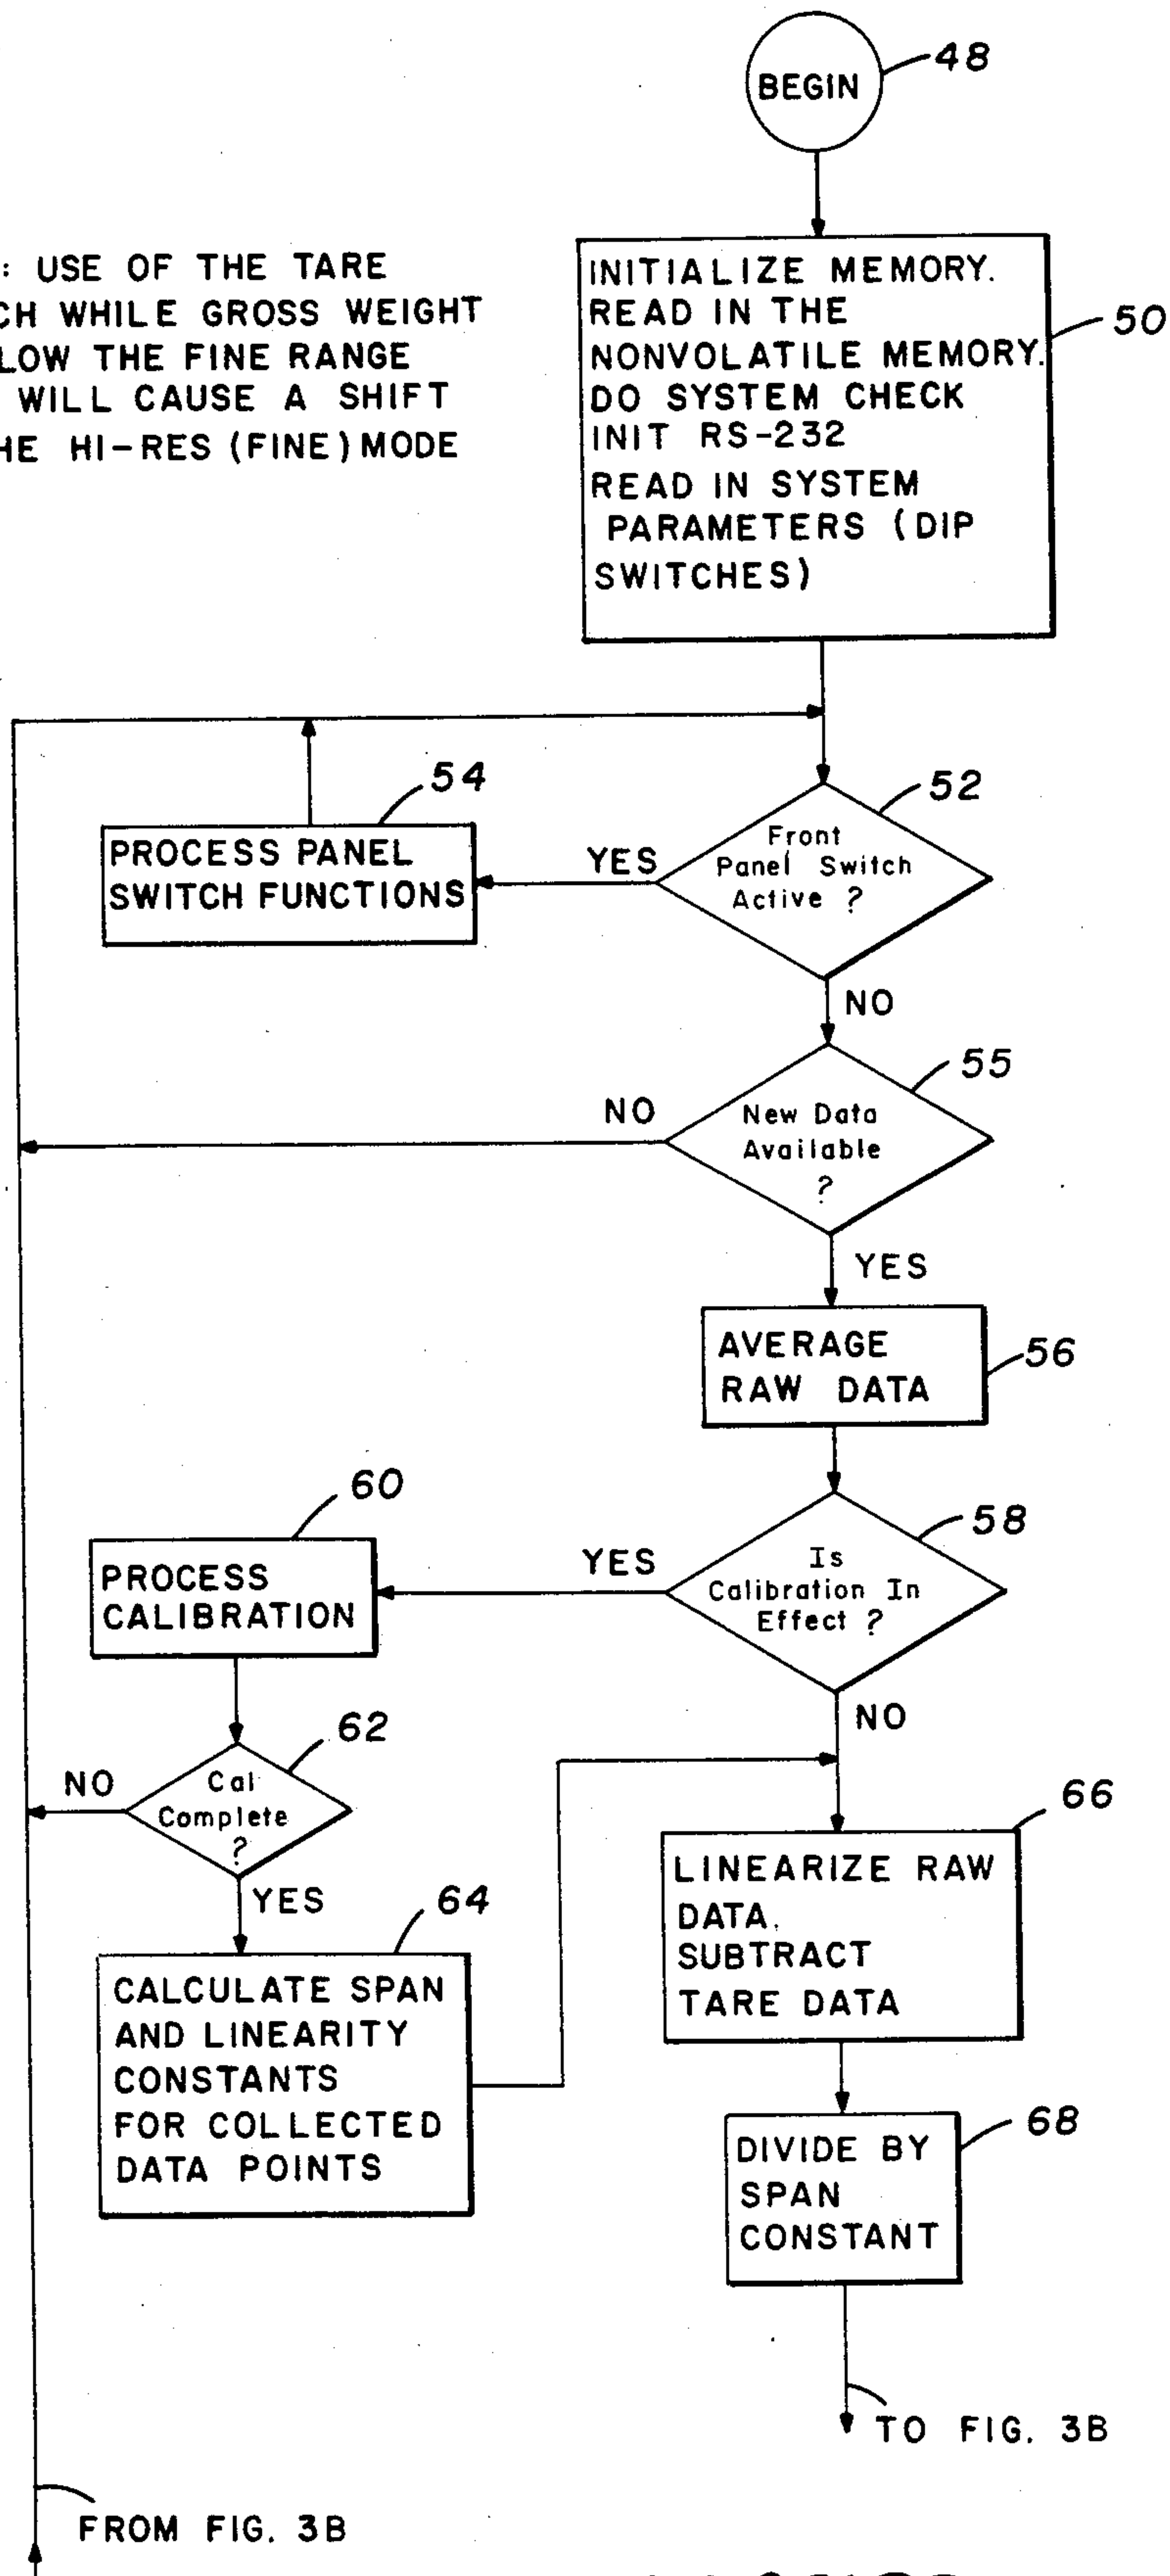 BEGIN
48
: USE OF THE TARE
CH WHILE GROSS WEIGHT
LOW THE FINE RANGE
WILL CAUSE A SHIFT
HE HI-RES (FINE) MODE
INITIALIZE MEMORY.
READ IN THE
NONVOLATILE MEMORY.
DO SYSTEM CHECK
INIT RS-232
READ IN SYSTEM
PARAMETERS (DIP
SWITCHES)
50
54
PROCESS PANEL
SWITCH FUNCTIONS
YES
52
Front
Panel Switch
Active ?
NO
55
NO
New Data
Available
?
YES
AVERAGE
RAW DATA
56
60
PROCESS
CALIBRATION
YES
58
Is
Calibration In
Effect ?
NO
62
NO
Cal
Complete
?
YES
64
CALCULATE SPAN
AND LINEARITY
CONSTANTS
FOR COLLECTED
DATA POINTS
66
LINEARIZE RAW
DATA.
SUBTRACT
TARE DATA
68
DIVIDE BY
SPAN
CONSTANT
TO FIG. 3B
FROM FIG. 3B